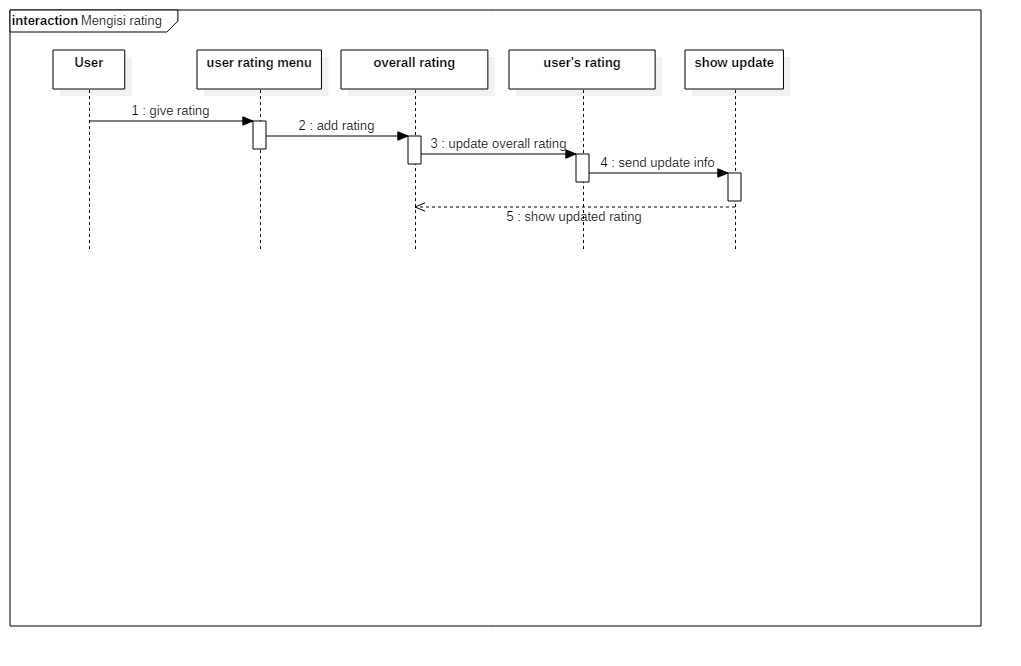 interaction Mengisi rating
User
user rating menu
overall rating
user's rating
show update
1 : give rating
2 : add rating
3 : update overall rating
4 : send update info
5 : show updated rating